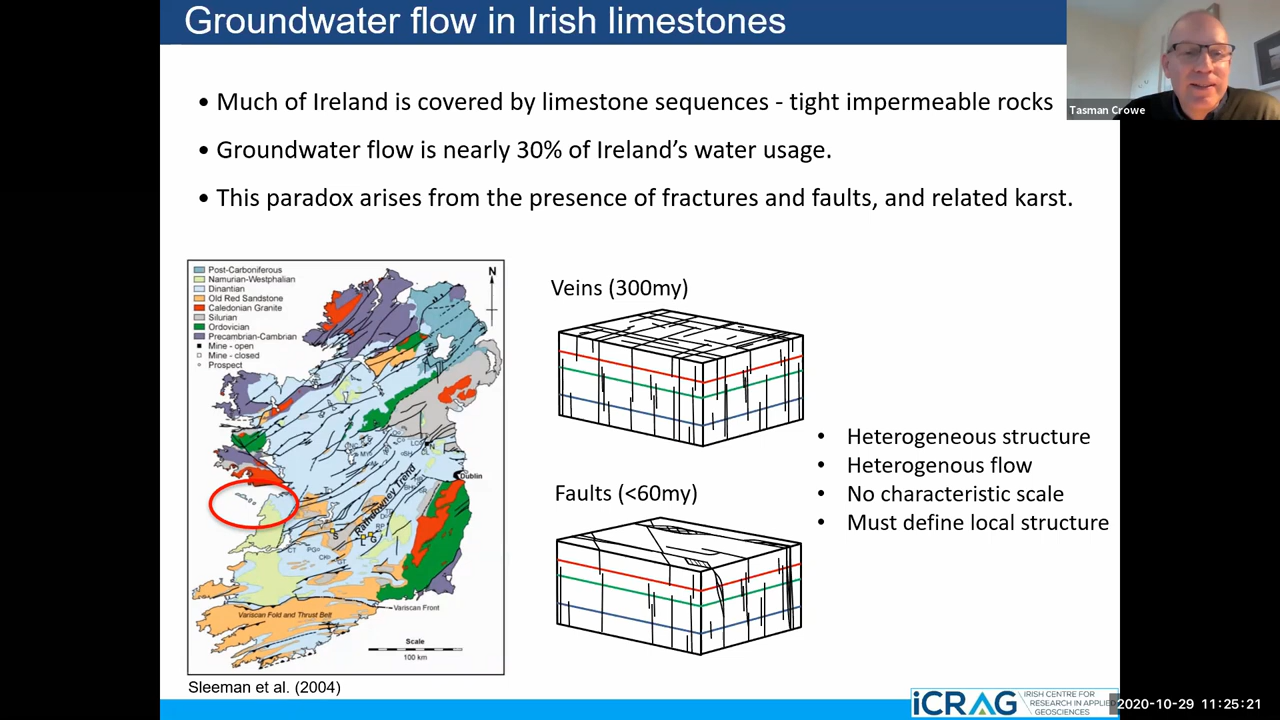 Groundwater flow in Irish limestones
Tasman Crowe
• Much of Ireland is covered by limestone sequences - tight impermeable rocks
• Groundwater flow is nearly 30% of Ireland’s water usage.
• This paradox arises from the presence of fractures and faults, and related karst.
Post-Carboniferous
Namurian-Westphalian
Dinantian
Old Red Sandstone
Caledonian Granite
Silurian
Ordovician
Precambrian-Cambrian
Mine - open
Mine - closed
Prospect
N
Dublin
Rathdowney Trend
Variscan Front
Variscan Fold and Thrust Belt
Scale
100 km
Sleeman et al. (2004)
Veins (300my)
Faults (<60my)
• Heterogeneous structure
• Heterogenous flow
• No characteristic scale
• Must define local structure
iCRAG
IRISH CENTRE FOR
RESEARCH IN APPLIED
GEOSCIENCES
2020-10-29 11:25:21